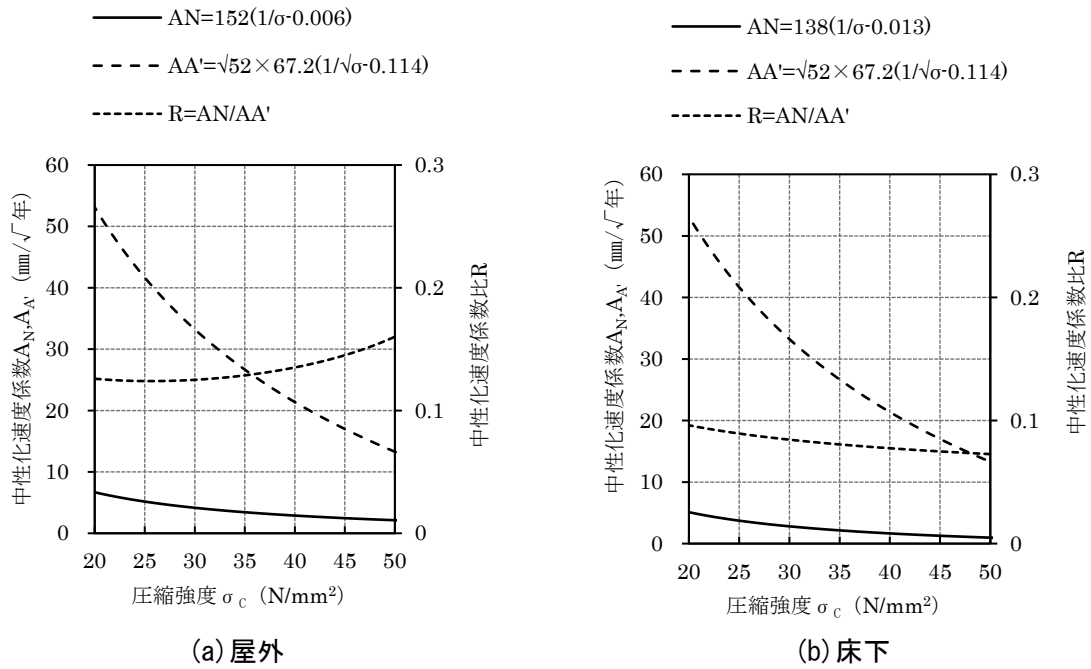 AN=152(1/σ-0.006)
AA'=√52×67.2(1/√σ-0.114)
R=AN/AA'
60
50
40
30
20
10
0
0.3
0.2
0.1
0
20 25 30 35 40 45 50
中性化速度係数A_N,A_A' (㎜/√年)
中性化速度係数比R
圧縮強度σ_C (N/mm²)
(a)屋外
AN=138(1/σ-0.013)
AA'=√52×67.2(1/√σ-0.114)
R=AN/AA'
60
50
40
30
20
10
0
0.3
0.2
0.1
0
20 25 30 35 40 45 50
中性化速度係数A_N,A_A' (㎜/√年)
中性化速度係数比R
圧縮強度σ_C (N/mm²)
(b)床下